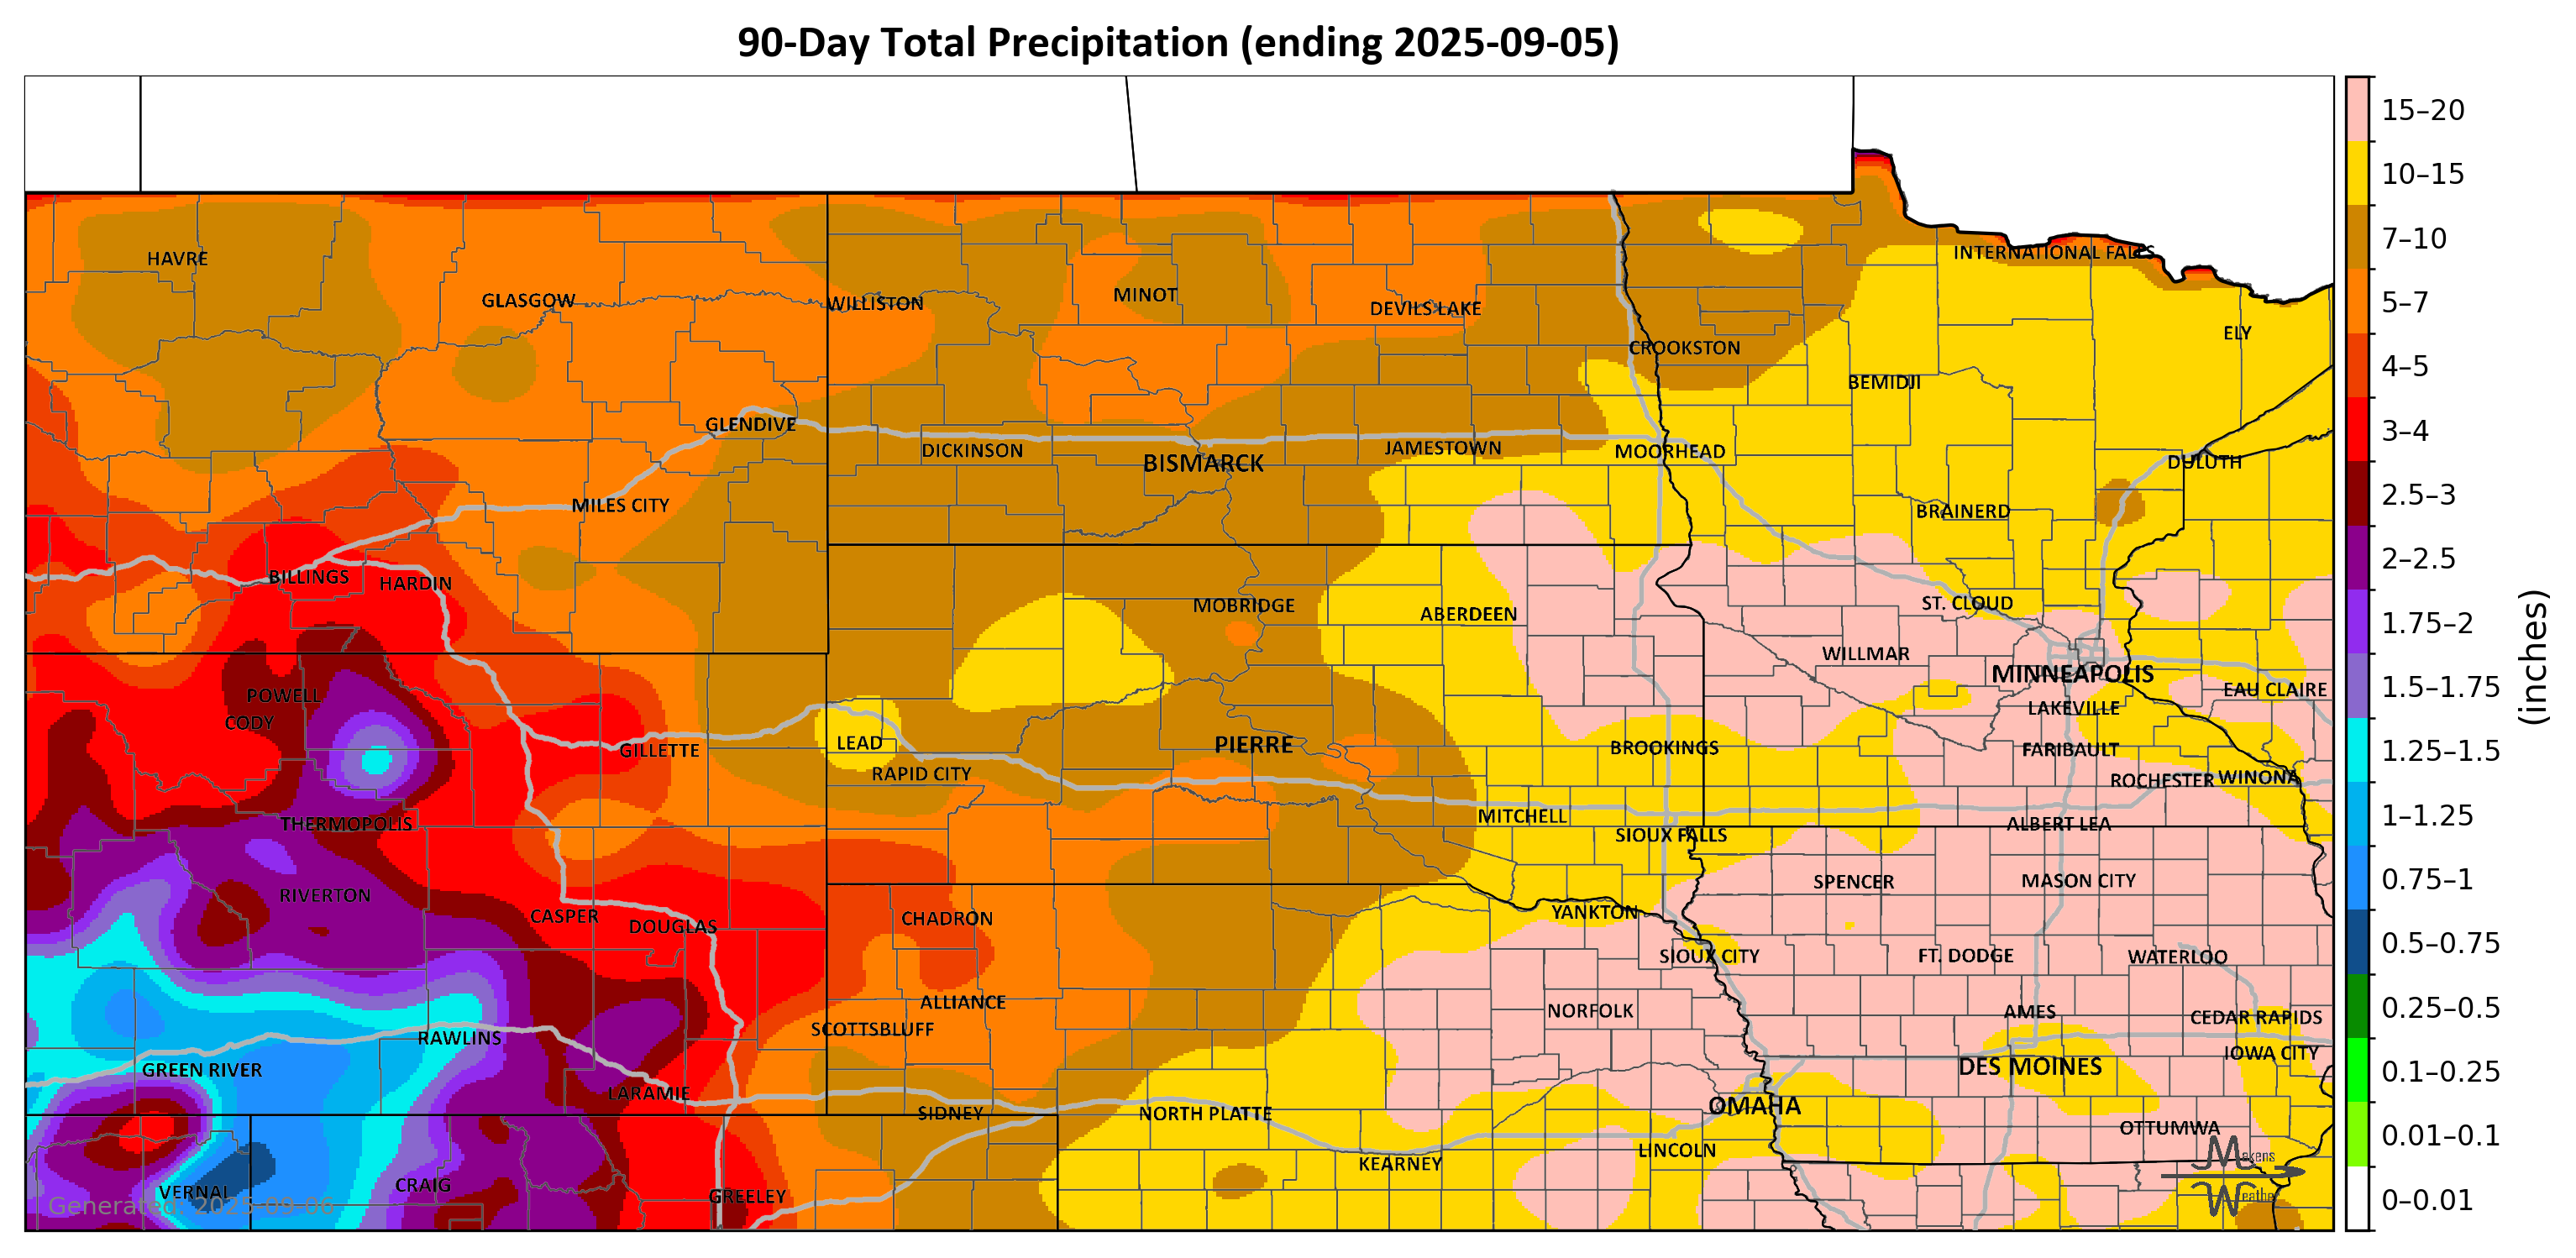 90-Day Total Precipitation (ending 2025-09-05)
15–20
10–15
7–10
5–7
4–5
3–4
2.5–3
2–2.5
1.75–2
1.5–1.75
1.25–1.5
1–1.25
0.75–1
0.5–0.75
0.25–0.5
0.1–0.25
0.01–0.1
0–0.01
(inches)
HAVRE
INTERNATIONAL FALLS
GLASGOW
WILLISTON
MINOT
DEVILS LAKE
ELY
CROOKSTON
BEMIDJI
GLENDIVE
DICKINSON
BISMARCK
JAMESTOWN
MOORHEAD
DULUTH
MILES CITY
BRAINERD
BILLINGS
HARDIN
MOBRIDGE
ABERDEEN
ST. CLOUD
WILLMAR
MINNEAPOLIS
POWELL
EAU CLAIRE
CODY
LAKEVILLE
GILLETTE
LEAD
PIERRE
BROOKINGS
FARIBAULT
RAPID CITY
ROCHESTER
WINONA
THERMOPOLIS
MITCHELL
SIOUX FALLS
ALBERT LEA
RIVERTON
SPENCER
MASON CITY
CASPER
DOUGLAS
CHADRON
YANKTON
SIOUX CITY
FT. DODGE
WATERLOO
ALLIANCE
NORFOLK
AMES
CEDAR RAPIDS
RAWLINS
SCOTTSBLUFF
IOWA CITY
GREEN RIVER
DES MOINES
LARAMIE
SIDNEY
NORTH PLATTE
OMAHA
OTTUMWA
LINCOLN
KEARNEY
VERNAL
CRAIG
GREELEY
Generated: 2025-09-06
Makens
Weather